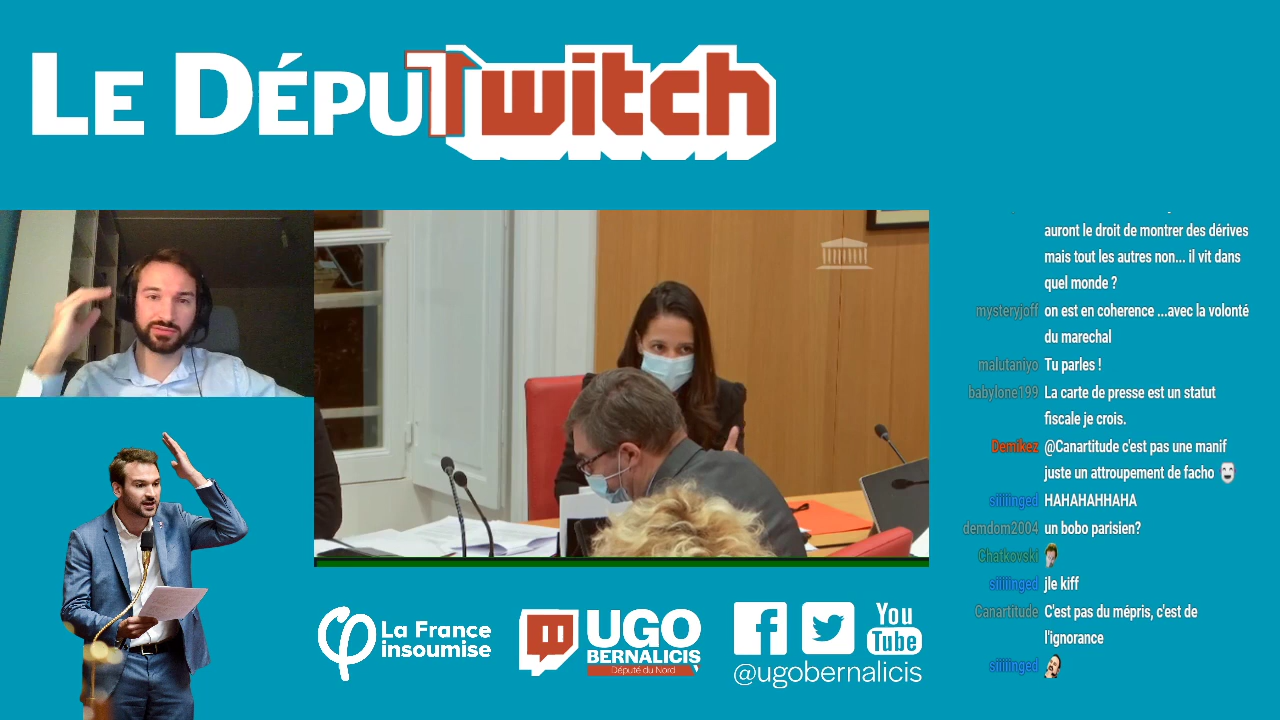 LE DÉPUTwitch
auront le droit de montrer des dérives
mais tout les autres non... il vit dans
quel monde ?
mysteryjoff on est en coherence ...avec la volonté
du marechal
malutaniyo Tu parles !
babylone199 La carte de presse est un statut
fiscale je crois.
Demikez @Canartitude c'est pas une manif
juste un attroupement de facho
siiiiinged HAHAHAHHAHA
demdom2004 un bobo parisien?
Chatkovski
siiiiinged jle kiff
Canartitude C'est pas du mépris, c'est de
l'ignorance
siiiiinged
La France
insoumise
UGO
BERNALICIS
Député du Nord
You
Tube
@ugobernalicis